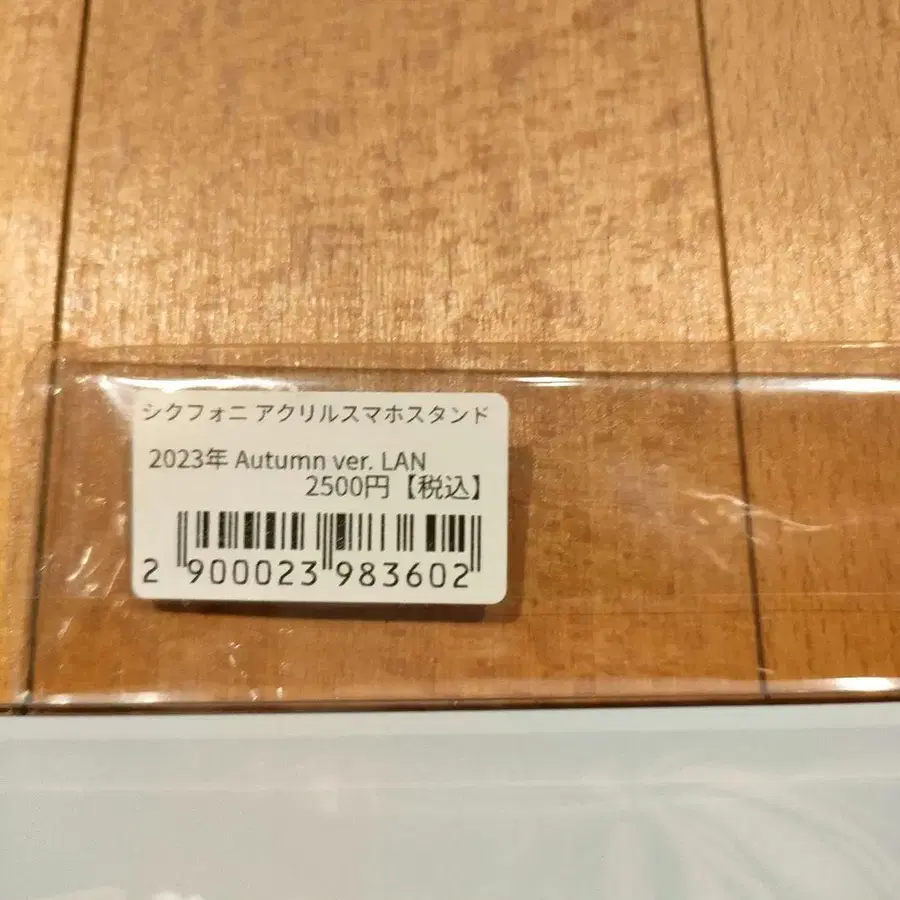 シクフォニ アクリルスマホスタンド
2023年 Autumn ver. LAN
2500円【税込】
2 900023 983602